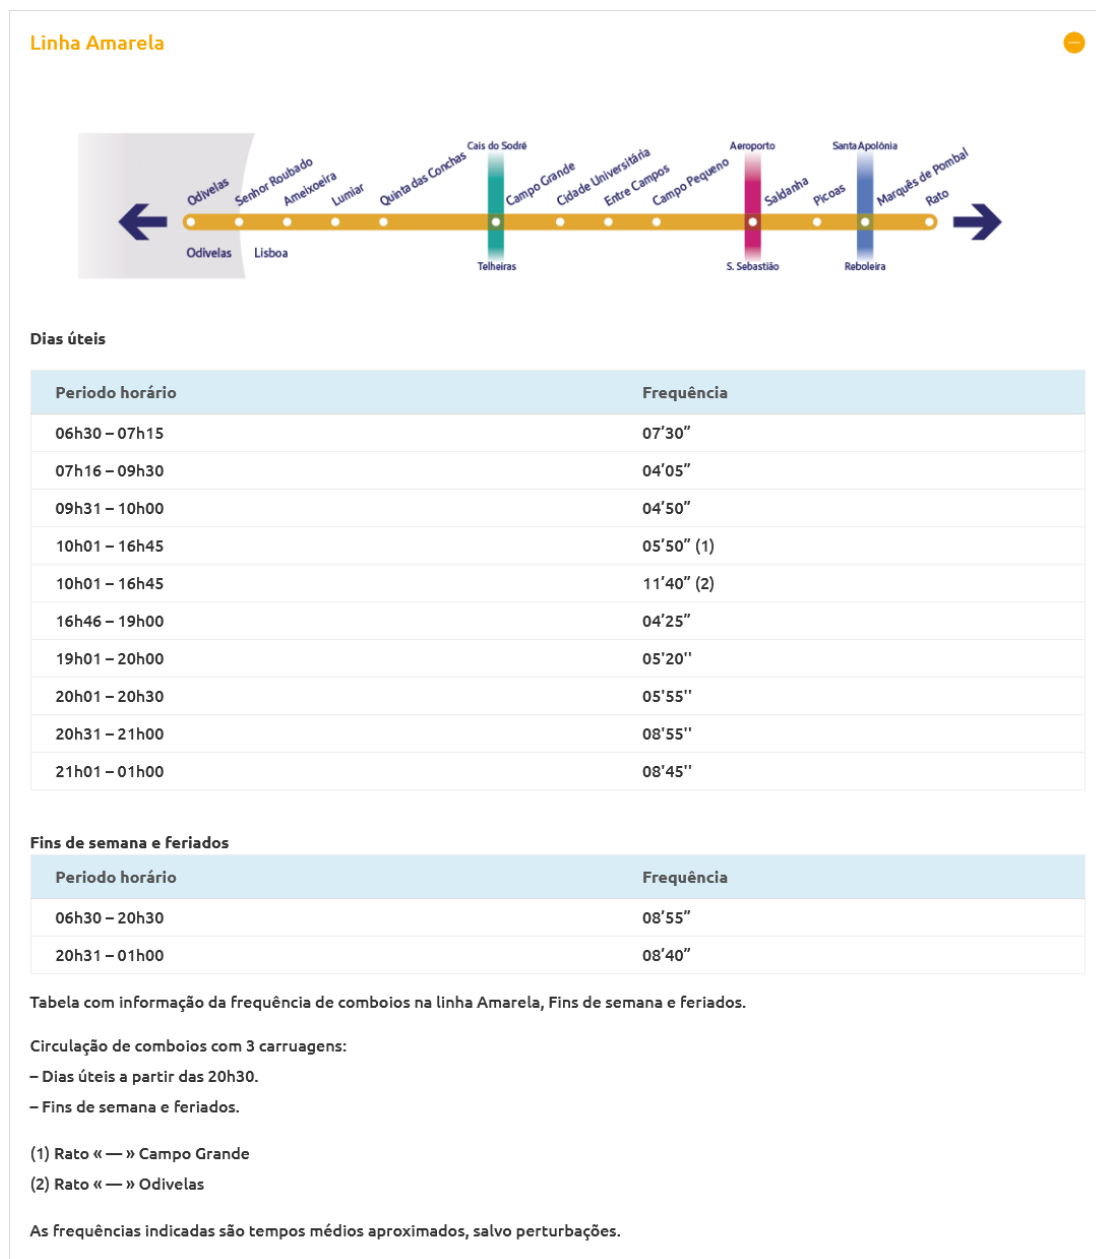 Linha Amarela
Cais do Sodré
Aeroporto
Santa Apolónia
Odivelas
Senhor Roubado
Ameixoeira
Lumiar
Quinta das Conchas
Campo Grande
Cidade Universitária
Entre Campos
Campo Pequeno
Saldanha
Picoas
Marquês de Pombal
Rato
Odivelas Lisboa
Telheiras
S. Sebastião
Reboleira
Dias úteis
Periodo horário Frequência
06h30 – 07h15 07’30”
07h16 – 09h30 04’05”
09h31 – 10h00 04’50”
10h01 – 16h45 05’50” (1)
10h01 – 16h45 11’40” (2)
16h46 – 19h00 04’25”
19h01 – 20h00 05'20''
20h01 – 20h30 05'55''
20h31 – 21h00 08'55''
21h01 – 01h00 08'45''
Fins de semana e feriados
Periodo horário Frequência
06h30 – 20h30 08’55”
20h31 – 01h00 08’40”
Tabela com informação da frequência de comboios na linha Amarela, Fins de semana e feriados.
Circulação de comboios com 3 carruagens:
– Dias úteis a partir das 20h30.
– Fins de semana e feriados.
(1) Rato « — » Campo Grande
(2) Rato « — » Odivelas
As frequências indicadas são tempos médios aproximados, salvo perturbações.